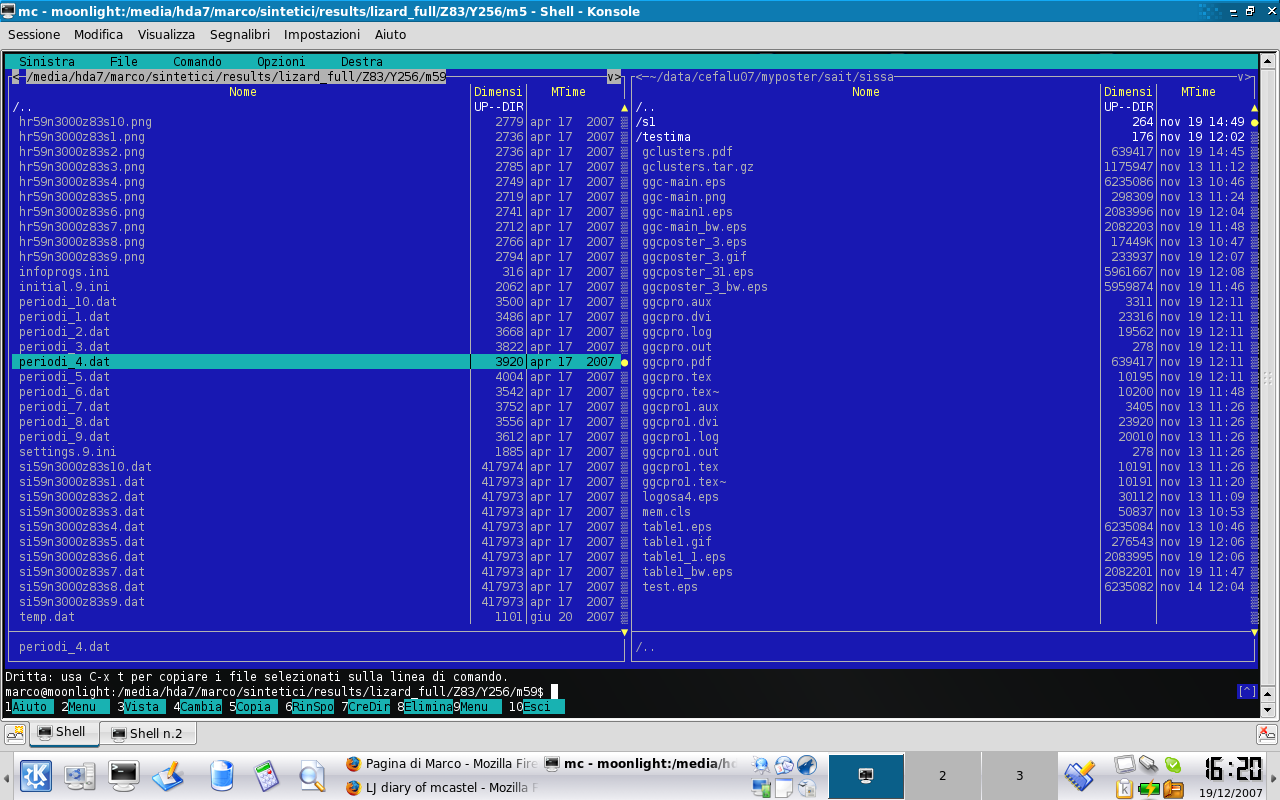 mc - moonlight:/media/hda7/marco/sintetici/results/lizard_full/Z83/Y256/m5 - Shell - Konsole
Sessione Modifica Visualizza Segnalibri Impostazioni Aiuto
Sinistra File Comando Opzioni Destra
<─/media/hda7/marco/sintetici/results/lizard_full/Z83/Y256/m59 v>
Nome Dimensi MTime
/.. UP--DIR
hr59n3000z83s10.png 2779 apr 17 2007
hr59n3000z83s1.png 2736 apr 17 2007
hr59n3000z83s2.png 2736 apr 17 2007
hr59n3000z83s3.png 2785 apr 17 2007
hr59n3000z83s4.png 2749 apr 17 2007
hr59n3000z83s5.png 2719 apr 17 2007
hr59n3000z83s6.png 2741 apr 17 2007
hr59n3000z83s7.png 2712 apr 17 2007
hr59n3000z83s8.png 2766 apr 17 2007
hr59n3000z83s9.png 2794 apr 17 2007
infoprogs.ini 316 apr 17 2007
initial.9.ini 2062 apr 17 2007
periodi_10.dat 3500 apr 17 2007
periodi_1.dat 3486 apr 17 2007
periodi_2.dat 3668 apr 17 2007
periodi_3.dat 3822 apr 17 2007
periodi_4.dat 3920 apr 17 2007
periodi_5.dat 4004 apr 17 2007
periodi_6.dat 3542 apr 17 2007
periodi_7.dat 3752 apr 17 2007
periodi_8.dat 3556 apr 17 2007
periodi_9.dat 3612 apr 17 2007
settings.9.ini 1885 apr 17 2007
si59n3000z83s10.dat 417974 apr 17 2007
si59n3000z83s1.dat 417973 apr 17 2007
si59n3000z83s2.dat 417973 apr 17 2007
si59n3000z83s3.dat 417973 apr 17 2007
si59n3000z83s4.dat 417973 apr 17 2007
si59n3000z83s5.dat 417973 apr 17 2007
si59n3000z83s6.dat 417973 apr 17 2007
si59n3000z83s7.dat 417973 apr 17 2007
si59n3000z83s8.dat 417973 apr 17 2007
si59n3000z83s9.dat 417973 apr 17 2007
temp.dat 1101 giu 20 2007
periodi_4.dat
<─~/data/cefalu07/myposter/sait/sissa v>
Nome Dimensi MTime
/.. UP--DIR
/sl 264 nov 19 14:49
/testima 176 nov 19 12:02
gclusters.pdf 639417 nov 19 14:45
gclusters.tar.gz 1175947 nov 13 11:12
ggc-main.eps 6235086 nov 13 10:46
ggc-main.png 298309 nov 13 11:24
ggc-main1.eps 2083996 nov 19 12:04
ggc-main_bw.eps 2082203 nov 19 11:48
ggcposter_3.eps 17449K nov 13 10:47
ggcposter_3.gif 233937 nov 19 12:07
ggcposter_31.eps 5961667 nov 19 12:08
ggcposter_3_bw.eps 5959874 nov 19 11:46
ggcpro.aux 3311 nov 19 12:11
ggcpro.dvi 23316 nov 19 12:11
ggcpro.log 19562 nov 19 12:11
ggcpro.out 278 nov 19 12:11
ggcpro.pdf 639417 nov 19 12:11
ggcpro.tex 10195 nov 19 12:11
ggcpro.tex~ 10200 nov 19 11:48
ggcpro1.aux 3405 nov 13 11:26
ggcpro1.dvi 23920 nov 13 11:26
ggcpro1.log 20010 nov 13 11:26
ggcpro1.out 278 nov 13 11:26
ggcpro1.tex 10191 nov 13 11:26
ggcpro1.tex~ 10191 nov 13 11:20
logosa4.eps 30112 nov 13 11:09
mem.cls 50837 nov 13 10:53
table1.eps 6235084 nov 13 10:46
table1.gif 276543 nov 19 12:06
table1_1.eps 2083995 nov 19 12:06
table1_bw.eps 2082201 nov 19 11:47
test.eps 6235082 nov 14 12:04
/..
Dritta: usa C-x t per copiare i file selezionati sulla linea di comando.
marco@moonlight:/media/hda7/marco/sintetici/results/lizard_full/Z83/Y256/m59$ [^]
1Aiuto 2Menu 3Vista 4Cambia 5Copia 6RinSpo 7CreDir 8Elimina 9Menu 10Esci
Shell Shell n.2
Pagina di Marco - Mozilla Fire
mc - moonlight:/media/hd
LJ diary of mcastel - Mozilla F
2 3
16:20
19/12/2007